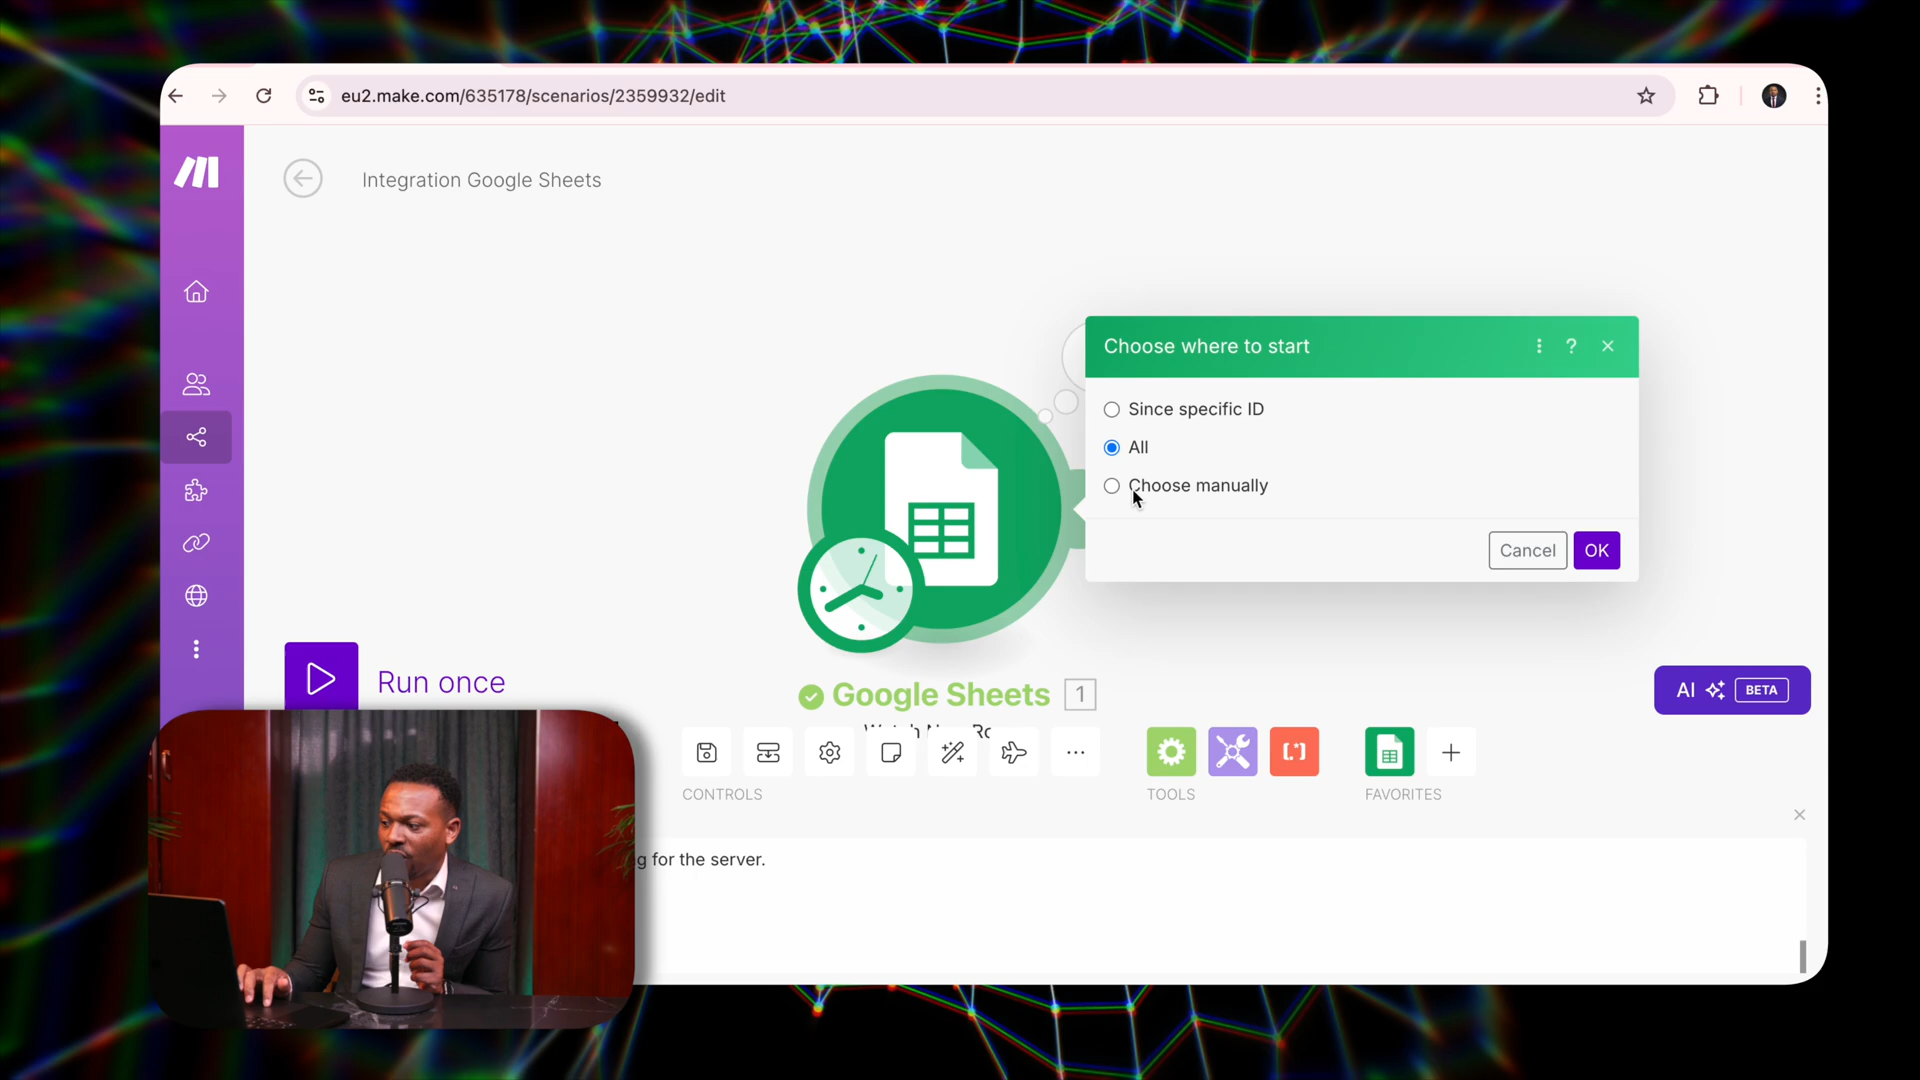 eu2.make.com/635178/scenarios/2359932/edit
Integration Google Sheets
Choose where to start
?
Since specific ID
All
Choose manually
Cancel
OK
Run once
Google Sheets
1
AI
BETA
CONTROLS
TOOLS
FAVORITES
g for the server.